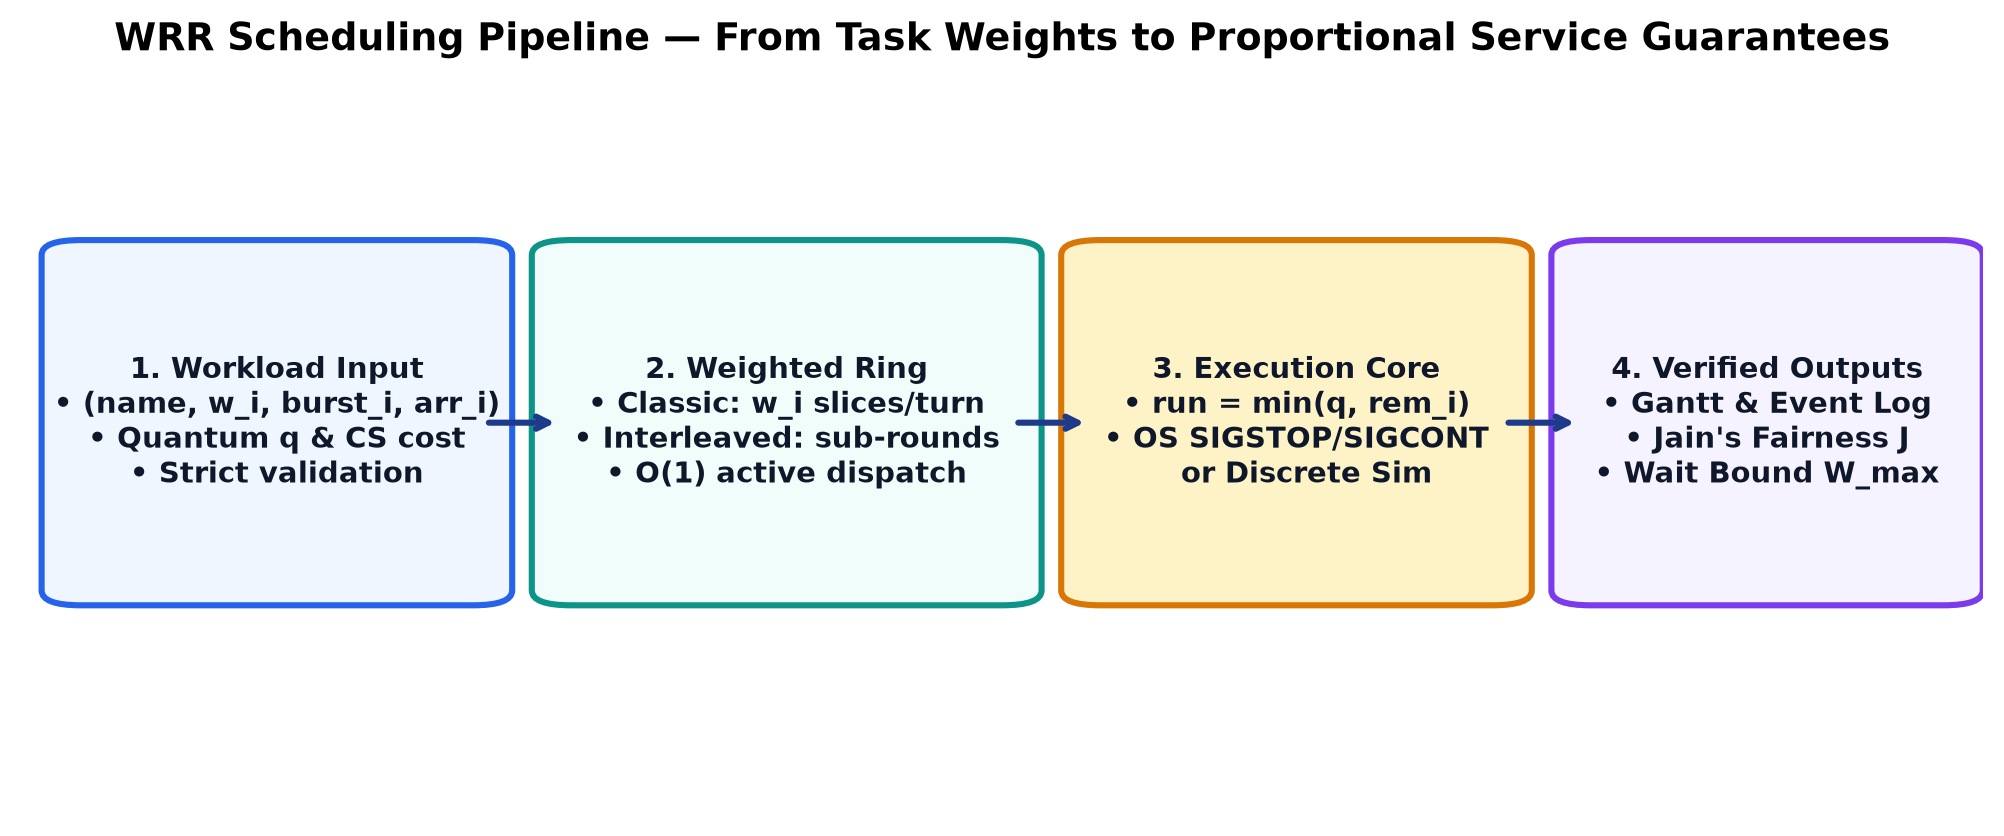 WRR Scheduling Pipeline — From Task Weights to Proportional Service Guarantees
1. Workload Input
• (name, w_i, burst_i, arr_i)
• Quantum q & CS cost
• Strict validation
2. Weighted Ring
• Classic: w_i slices/turn
• Interleaved: sub-rounds
• O(1) active dispatch
3. Execution Core
• run = min(q, rem_i)
• OS SIGSTOP/SIGCONT
or Discrete Sim
4. Verified Outputs
• Gantt & Event Log
• Jain's Fairness J
• Wait Bound W_max